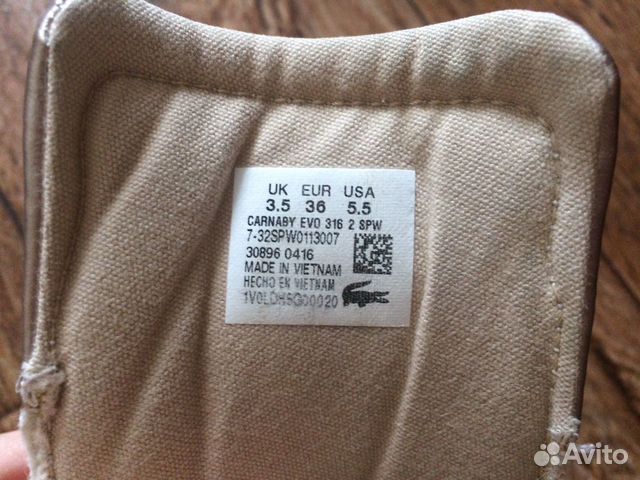 UK EUR USA
3.5 36 5.5
CARNABY EVO 316 2 SPW
7-32SPW0113007
30896 0416
MADE IN VIETNAM
HECHO EN VIETNAM
1V0LDH5G00020
Avito